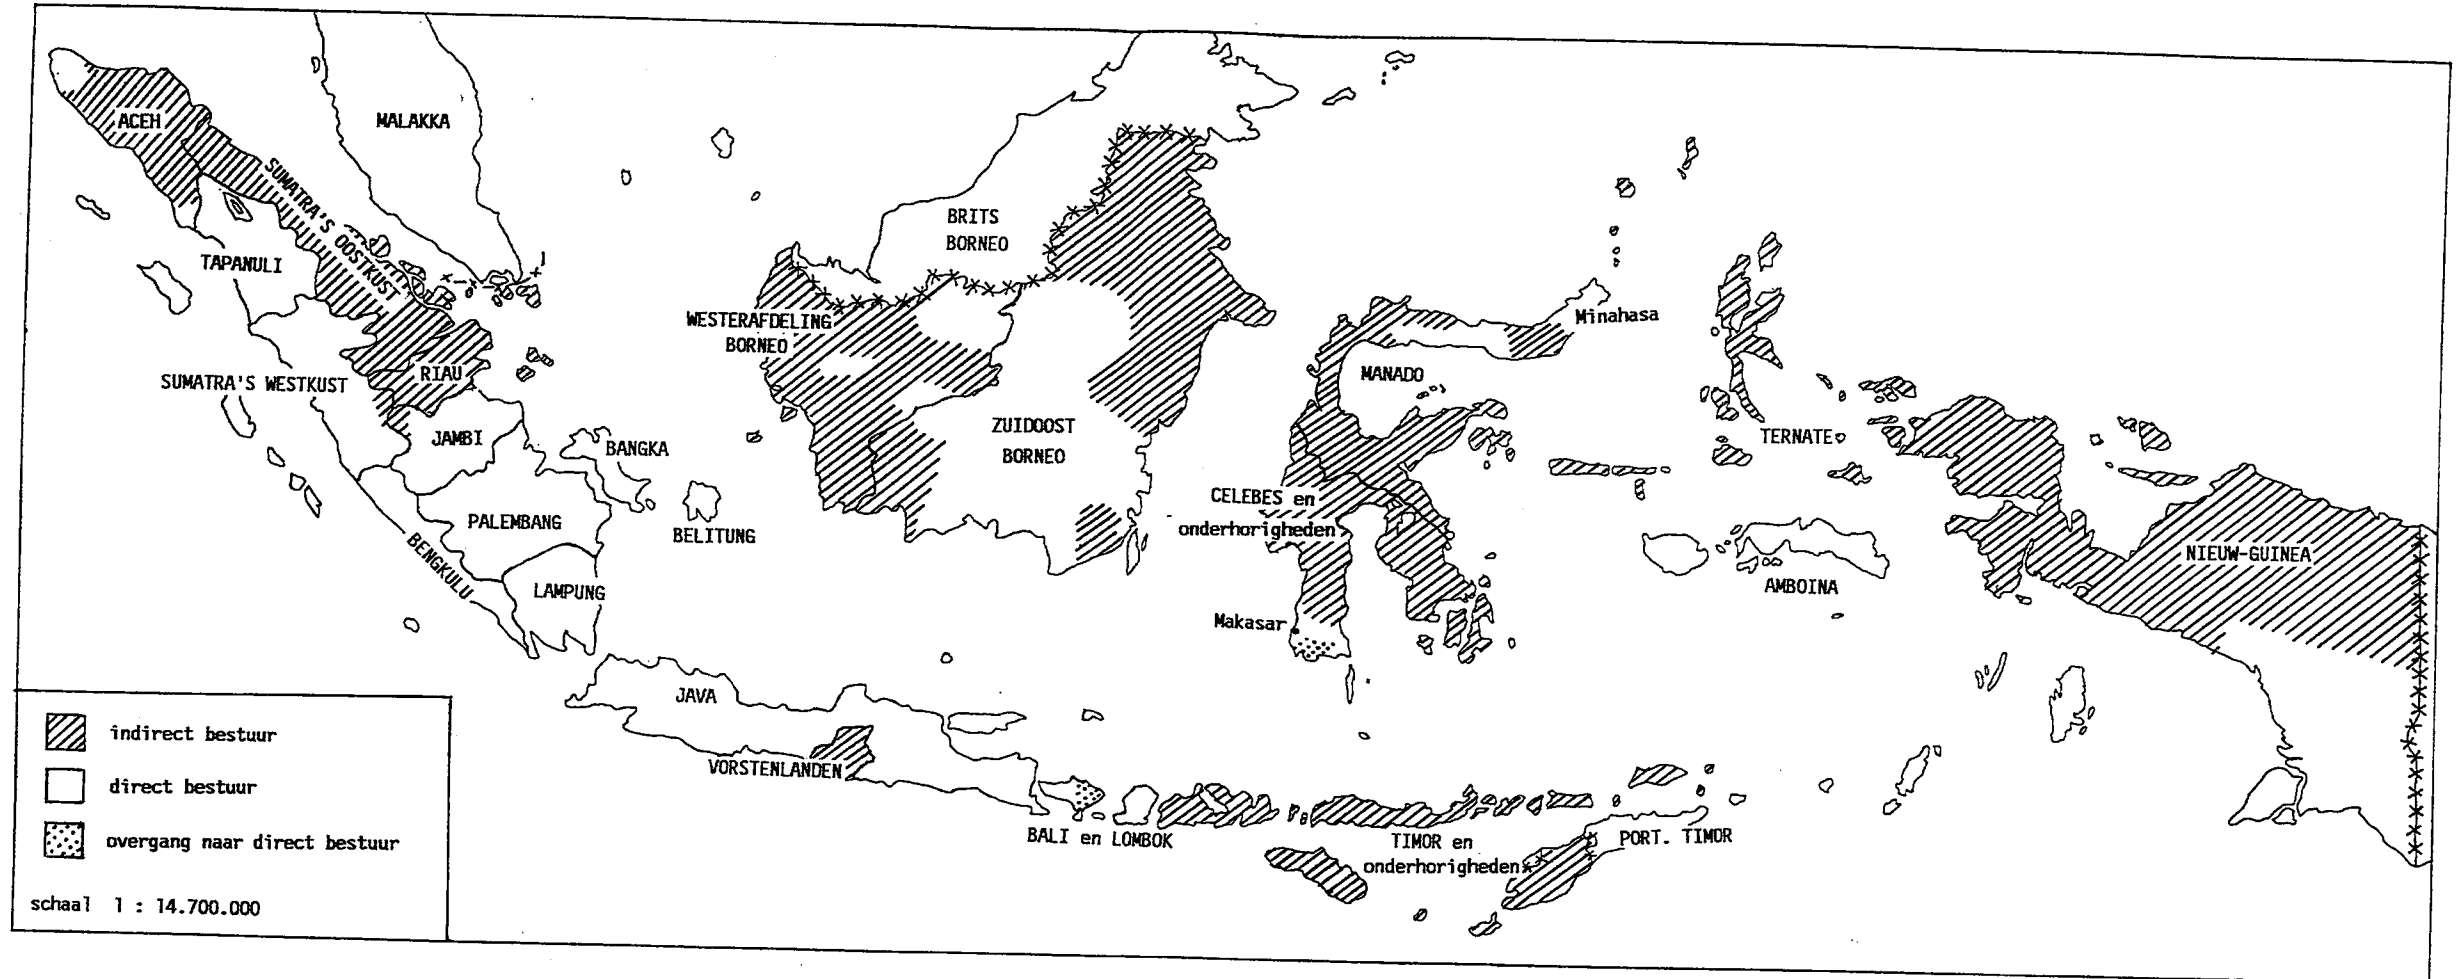 ACEH
MALAKKA
SUMATRA'S OOSTKUST
TAPANULI
BRITS
BORNEO
WESTERAFDELING
BORNEO
Minahasa
MANADO
SUMATRA'S WESTKUST
RIAU
JAMBI
BANGKA
ZUIDOOST
BORNEO
TERNATE
CELEBES en
onderhorigheden
PALEMBANG
BELITUNG
BENGKULU
LAMPUNG
NIEUW-GUINEA
AMBOINA
Makasar
JAVA
VORSTENLANDEN
BALI en LOMBOK
TIMOR en
onderhorigheden
PORT. TIMOR
indirect bestuur
direct bestuur
overgang naar direct bestuur
schaal 1 : 14.700.000